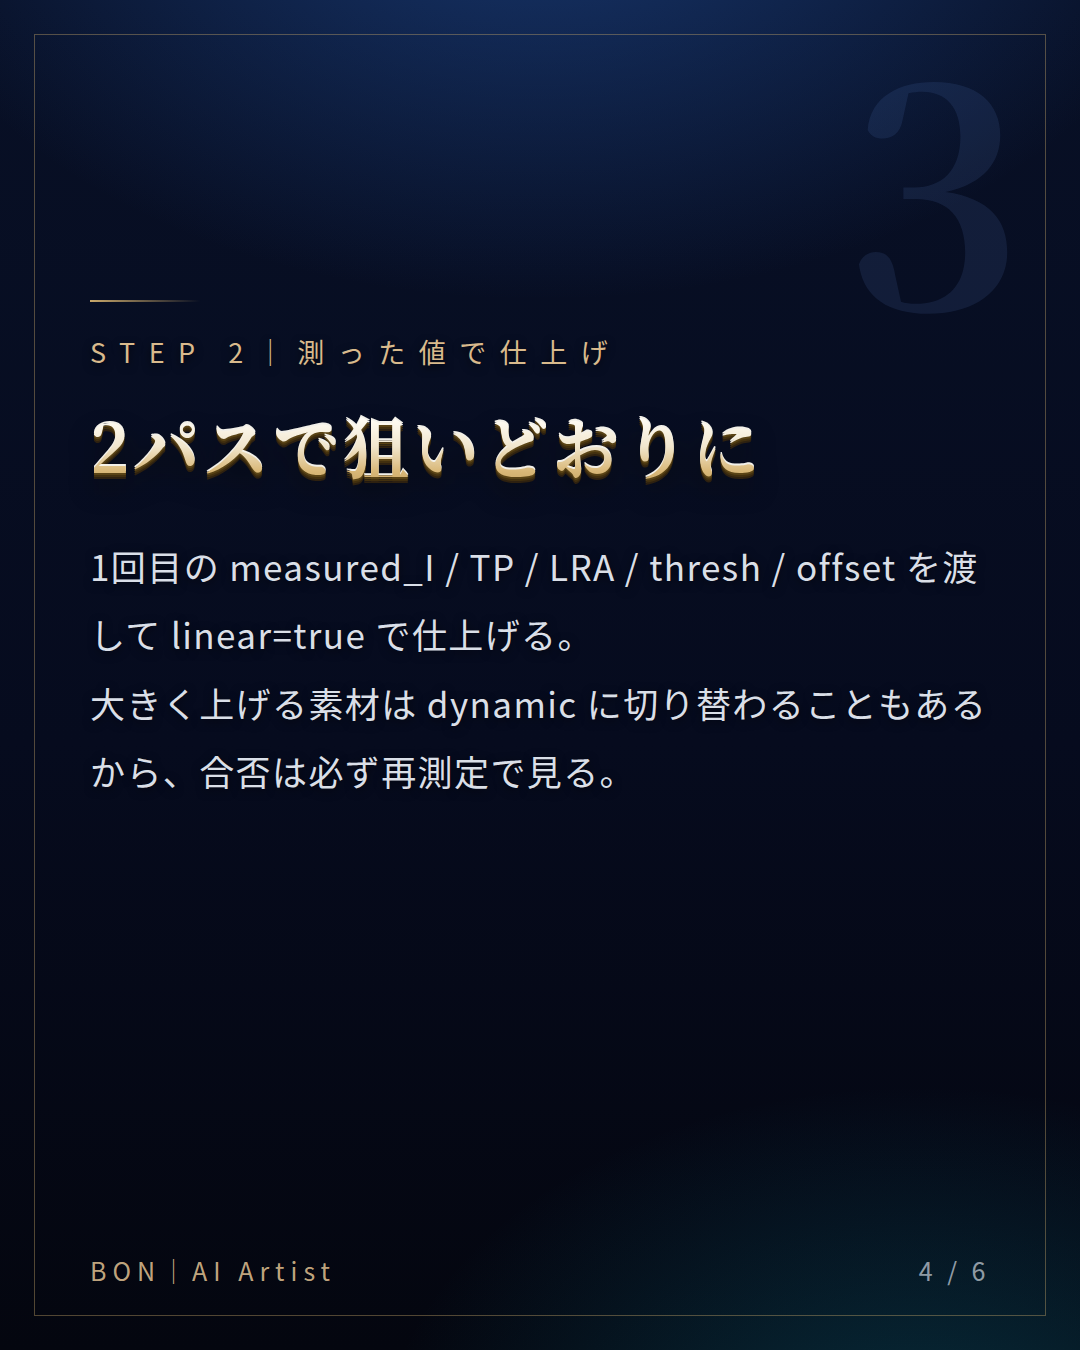 3
STEP 2｜測った値で仕上げ
2パスで狙いどおりに
1回目の measured_I / TP / LRA / thresh / offset を渡
して linear=true で仕上げる。
大きく上げる素材は dynamic に切り替わることもある
から、合否は必ず再測定で見る。
BON｜AI Artist
4 / 6